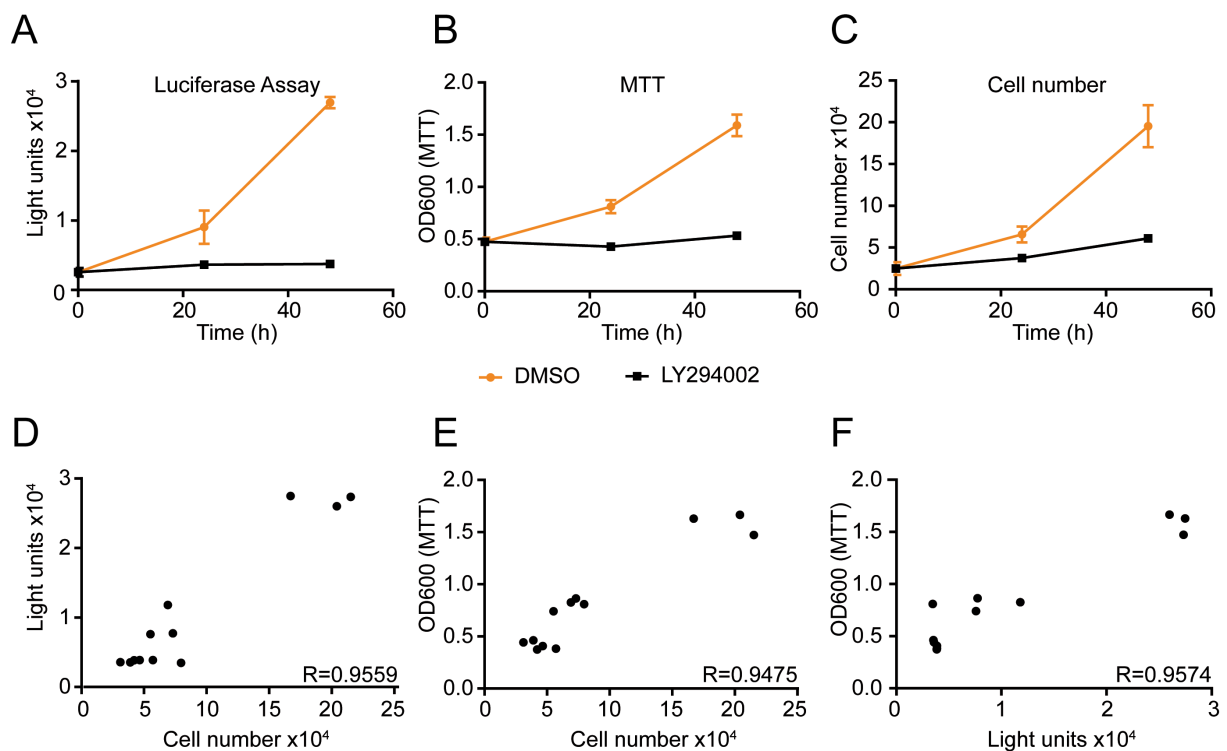 A
Luciferase Assay
Light units x10⁴
3
2
1
0
0 20 40 60
Time (h)
B
MTT
OD600 (MTT)
2.0
1.5
1.0
0.5
0.0
0 20 40 60
Time (h)
C
Cell number
Cell number x10⁴
25
20
15
10
5
0
0 20 40 60
Time (h)
DMSO LY294002
D
Light units x10⁴
3
2
1
0
R=0.9559
0 5 10 15 20 25
Cell number x10⁴
E
OD600 (MTT)
2.0
1.5
1.0
0.5
0.0
R=0.9475
0 5 10 15 20 25
Cell number x10⁴
F
OD600 (MTT)
2.0
1.5
1.0
0.5
0.0
R=0.9574
0 1 2 3
Light units x10⁴